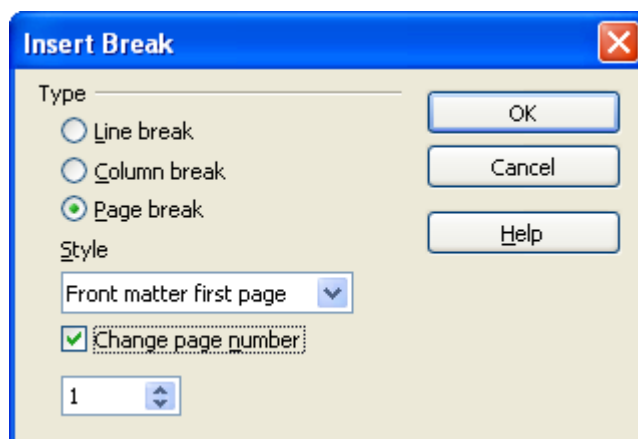 Insert Break
Type
Line break
Column break
Page break
Style
Front matter first page
Change page number
1
OK
Cancel
Help